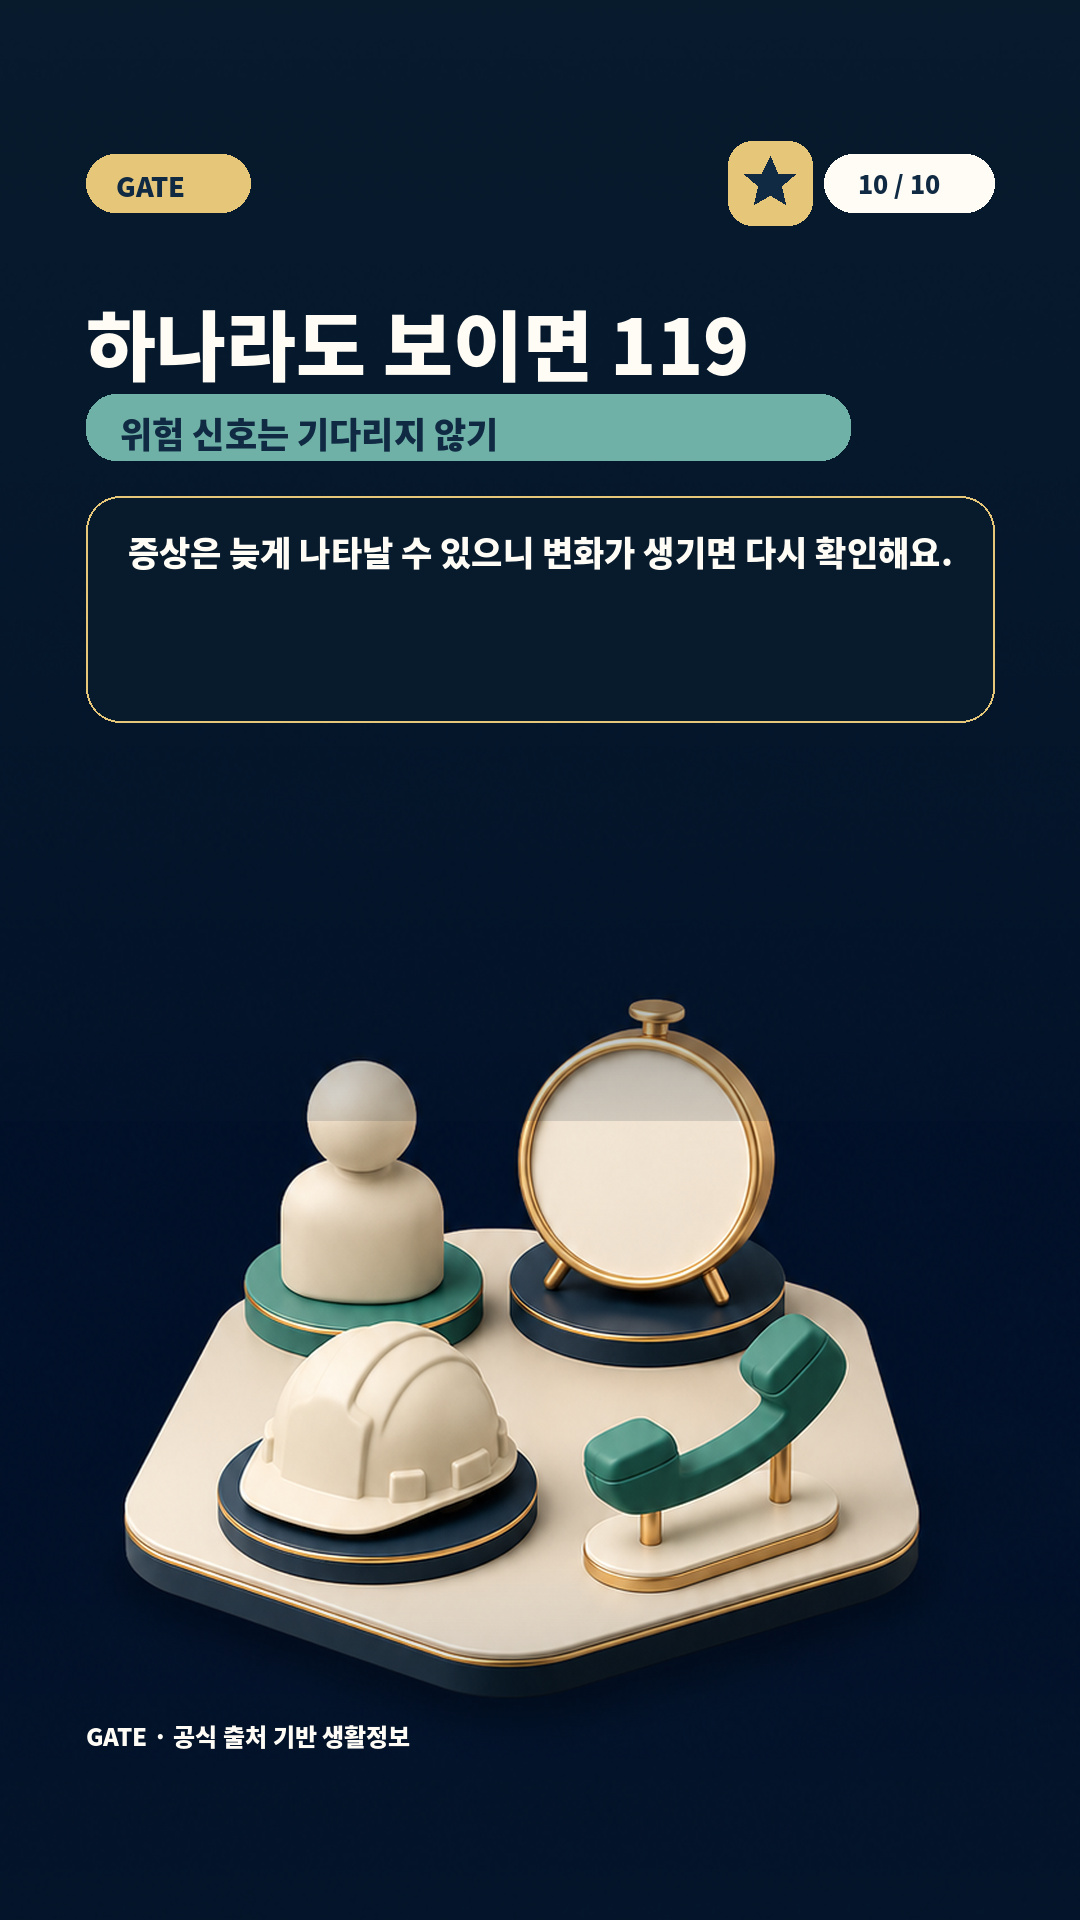 GATE
10 / 10
하나라도 보이면 119
위험 신호는 기다리지 않기
증상은 늦게 나타날 수 있으니 변화가 생기면 다시 확인해요.
GATE · 공식 출처 기반 생활정보